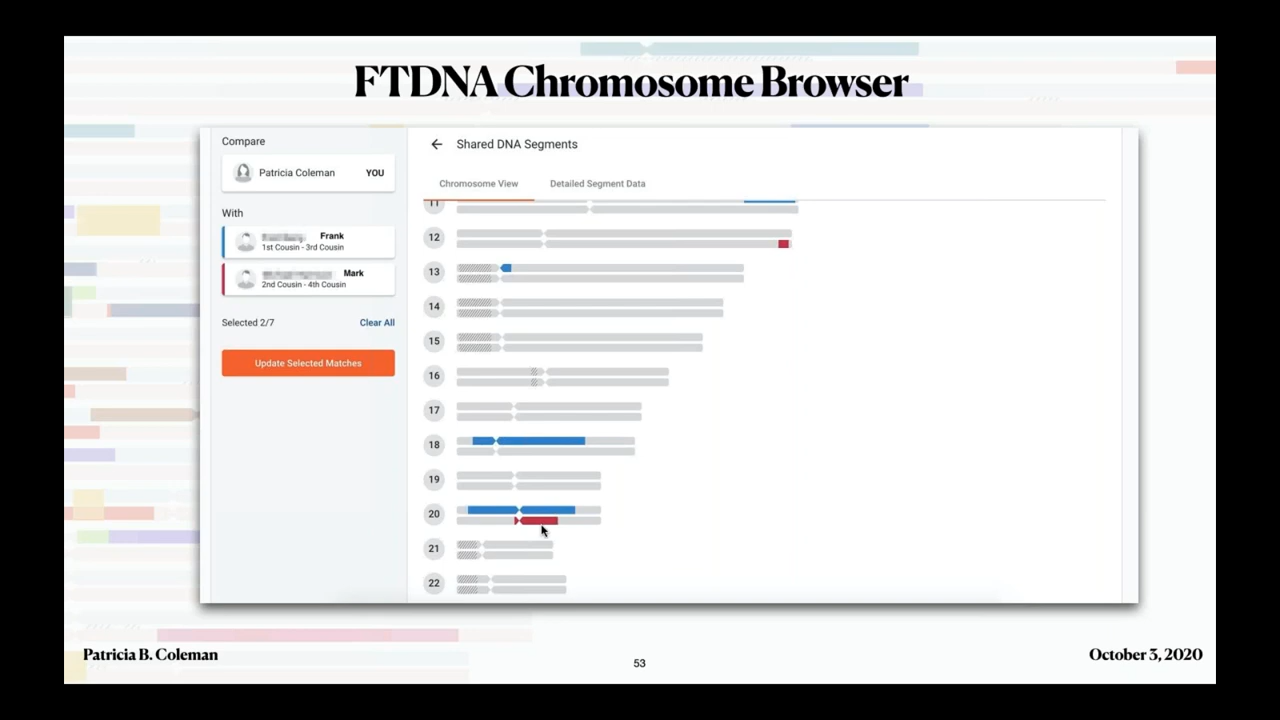 FTDNA Chromosome Browser
Compare
Patricia Coleman YOU
With
Frank
1st Cousin - 3rd Cousin
Mark
2nd Cousin - 4th Cousin
Selected 2/7 Clear All
Update Selected Matches
← Shared DNA Segments
Chromosome View Detailed Segment Data
11
12
13
14
15
16
17
18
19
20
21
22
Patricia B. Coleman
53
October 3, 2020